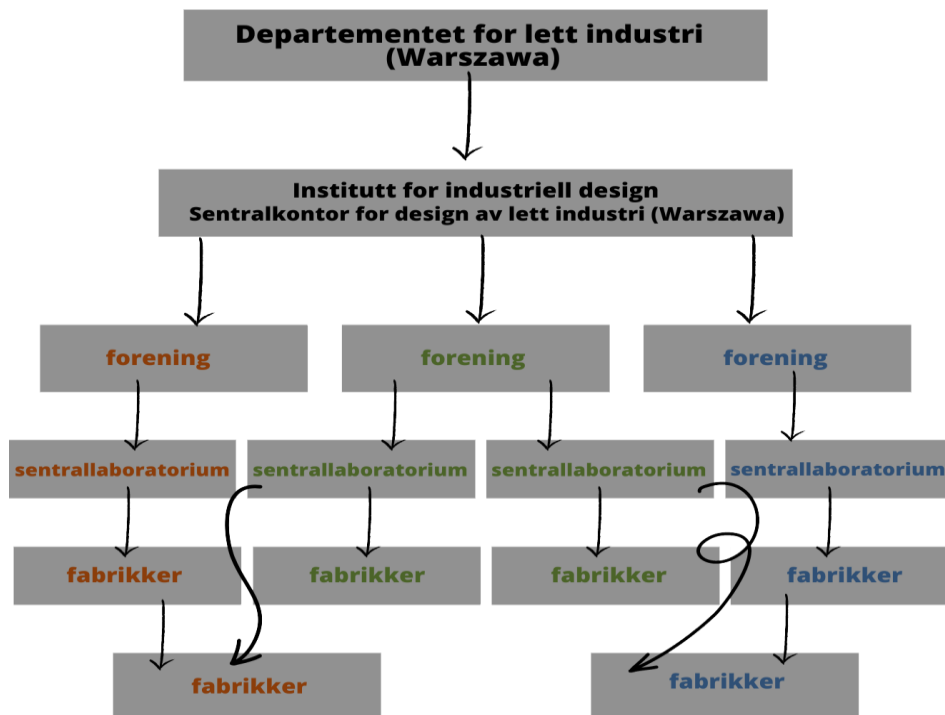 Departementet for lett industri
(Warszawa)
Institutt for industriell design
Sentralkontor for design av lett industri (Warszawa)
forening
forening
forening
sentrallaboratorium
sentrallaboratorium
sentrallaboratorium
sentrallaboratorium
fabrikker
fabrikker
fabrikker
fabrikker
fabrikker
fabrikker